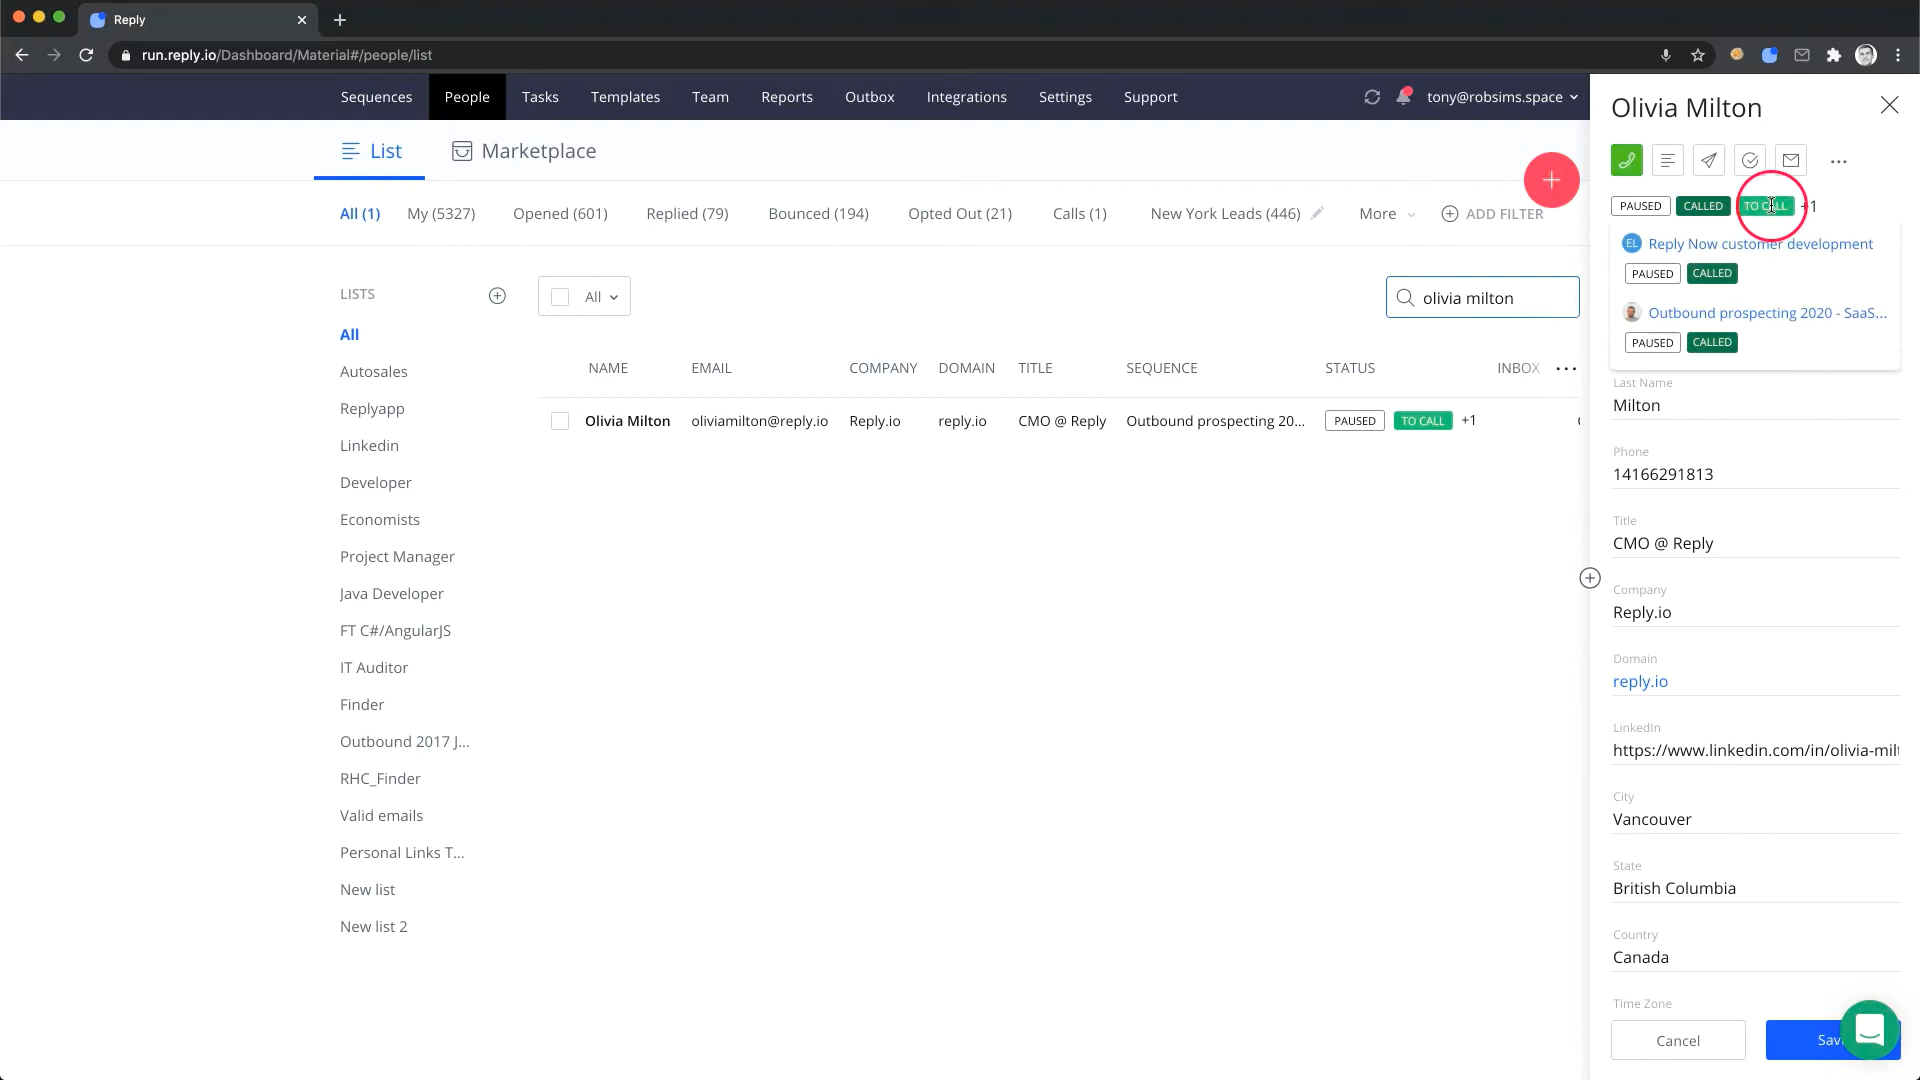 Reply
run.reply.io/Dashboard/Material#/people/list
Sequences People Tasks Templates Team Reports Outbox Integrations Settings Support tony@robsims.space
List Marketplace
All (1) My (5327) Opened (601) Replied (79) Bounced (194) Opted Out (21) Calls (1) New York Leads (446) More ADD FILTER
LISTS
All
Autosales
Replyapp
Linkedin
Developer
Economists
Project Manager
Java Developer
FT C#/AngularJS
IT Auditor
Finder
Outbound 2017 J...
RHC_Finder
Valid emails
Personal Links T...
New list
New list 2
All
olivia milton
NAME EMAIL COMPANY DOMAIN TITLE SEQUENCE STATUS INBOX
Olivia Milton oliviamilton@reply.io Reply.io reply.io CMO @ Reply Outbound prospecting 20... PAUSED TO CALL +1
Olivia Milton
PAUSED CALLED TO CALL +1
EL Reply Now customer development
PAUSED CALLED
Outbound prospecting 2020 - SaaS...
PAUSED CALLED
Last Name
Milton
Phone
14166291813
Title
CMO @ Reply
Company
Reply.io
Domain
reply.io
LinkedIn
https://www.linkedin.com/in/olivia-milt
City
Vancouver
State
British Columbia
Country
Canada
Time Zone
Cancel Sav